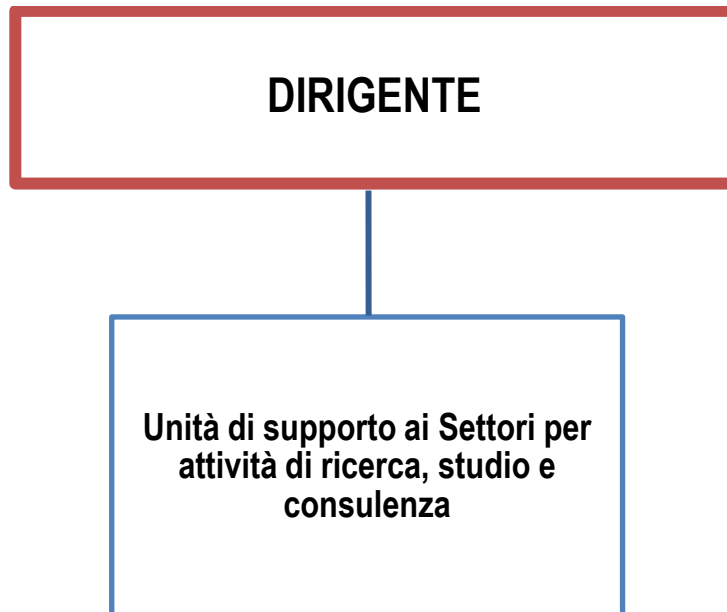 DIRIGENTE
Unità di supporto ai Settori per
attività di ricerca, studio e
consulenza